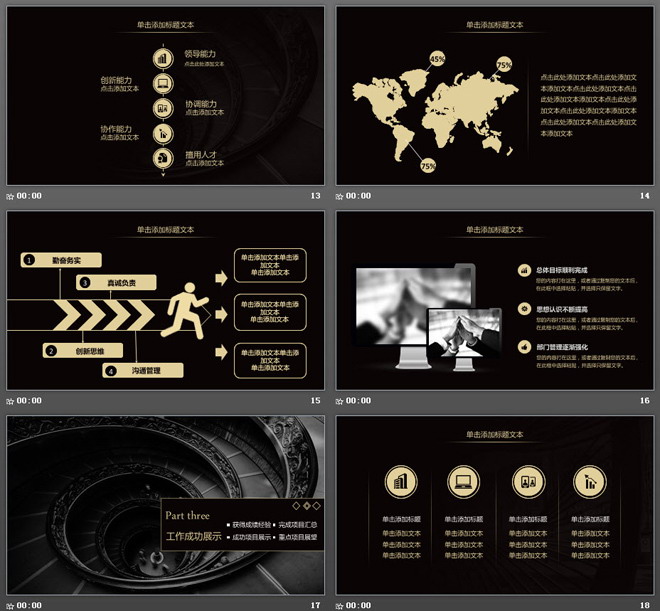 单击添加标题文本
领导能力
点击此处添加文本
创新能力
点击添加文本
协调能力
点击添加文本
协作能力
点击添加文本
擅用人才
点击添加文本
00:00
13
单击添加标题文本
45%
75%
75%
点击此处添加文本点击此处添加文
本添加文本点击此处添加文本点击
此处添加文本添加文本点击此处添
加文本点击此处添加文本添加文本
点击此处添加文本点击此处添加文
本添加文本
00:00
14
单击添加标题文本
1 勤奋务实
3 真诚负责
2 创新思维
4 沟通管理
单击添加文本单击添
加文本
单击添加文本
单击添加文本单击添
加文本
单击添加文本
单击添加文本单击添
加文本
单击添加文本
00:00
15
单击添加标题文本
总体目标顺利完成
您的内容打在这里，或者通过复制您的文本后，
在此框中选择粘贴，并选择只保留文字。
思想认识不断提高
您的内容打在这里，或者通过复制您的文本后，
在此框中选择粘贴，并选择只保留文字。
部门管理逐渐强化
您的内容打在这里，或者通过复制您的文本后，
在此框中选择粘贴，并选择只保留文字。
00:00
16
Part three
工作成功展示
获得成绩经验
完成项目汇总
成功项目展示
重点项目展望
00:00
17
单击添加标题文本
单击添加标题
单击添加文本
单击添加文本
单击添加文本
单击添加标题
单击添加文本
单击添加文本
单击添加文本
单击添加标题
单击添加文本
单击添加文本
单击添加文本
单击添加标题
单击添加文本
单击添加文本
单击添加文本
00:00
18